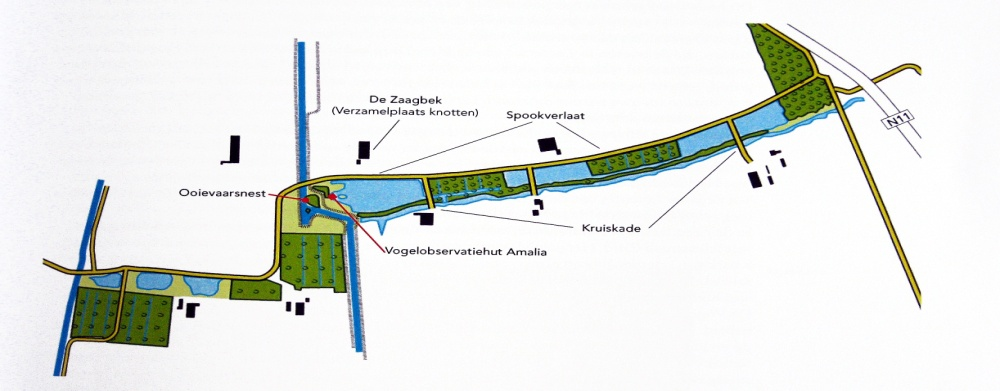 De Zaagbek
(Verzamelplaats knotten)
Spookverlaat
N11
Ooievaarsnest
Kruiskade
Vogelobservatiehut Amalia